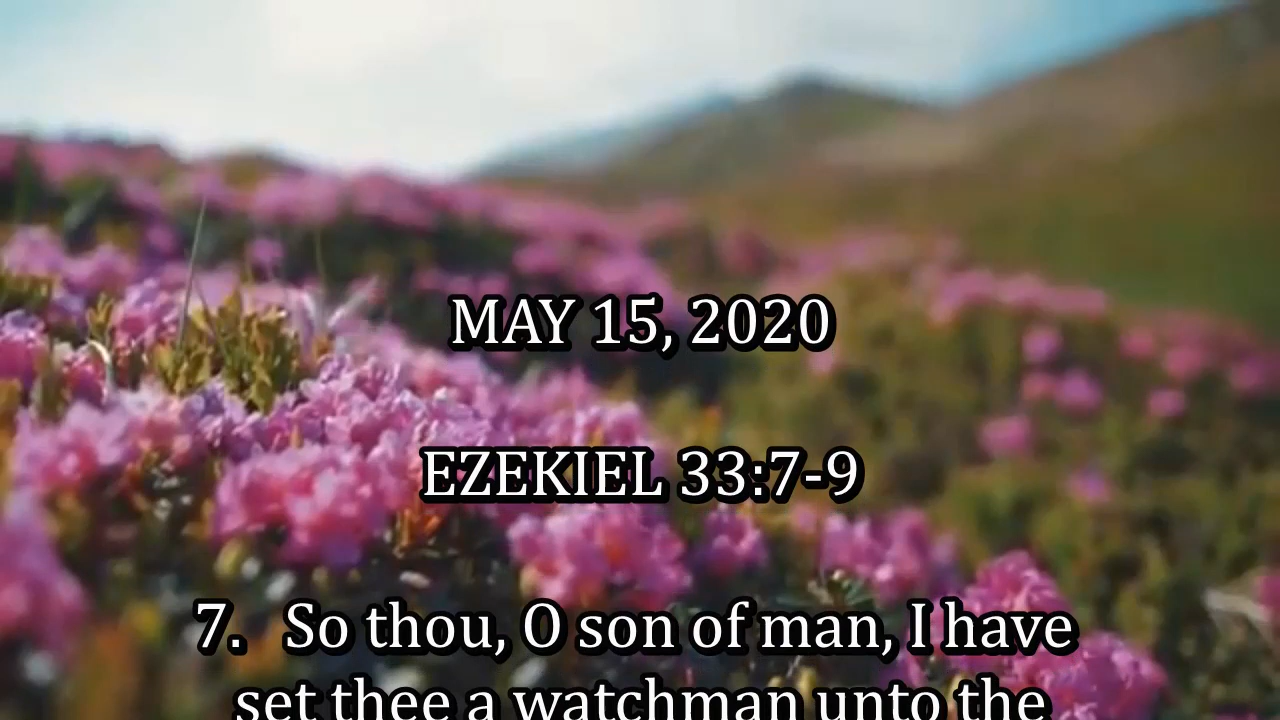 MAY 15, 2020
EZEKIEL 33:7-9
7. So thou, O son of man, I have
set thee a watchman unto the